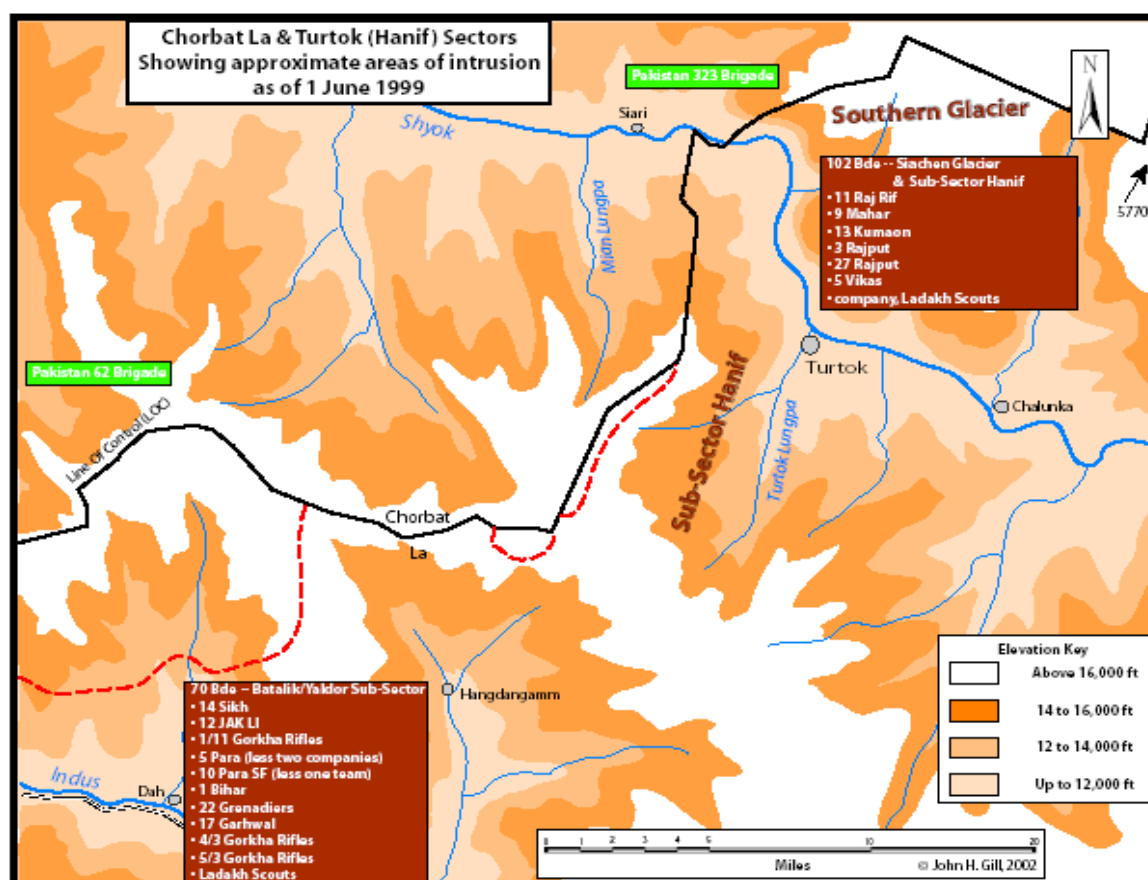 Chorbat La & Turtok (Hanif) Sectors
Showing approximate areas of intrusion
as of 1 June 1999
Pakistan 323 Brigade
N
Siari
Shyok
Southern Glacier
102 Bde -- Siachen Glacier
& Sub-Sector Hanif
• 11 Raj Rif
• 9 Mahar
• 13 Kumaon
• 3 Rajput
• 27 Rajput
• 5 Vikas
• company, Ladakh Scouts
5770
Mian Lungpa
Turtok
Pakistan 62 Brigade
Sub-Sector Hanif
Chalunka
Line Of Control (LOC)
Turtok Lungpa
Chorbat
La
Elevation Key
Above 16,000 ft
14 to 16,000 ft
12 to 14,000 ft
Up to 12,000 ft
70 Bde -- Batalik/Yaldor Sub-Sector
• 14 Sikh
• 12 JAK LI
• 1/11 Gorkha Rifles
• 5 Para (less two companies)
• 10 Para SF (less one team)
• 1 Bihar
• 22 Grenadiers
• 17 Garhwal
• 4/3 Gorkha Rifles
• 5/3 Gorkha Rifles
• Ladakh Scouts
Hangdangamm
Indus
Dah
0 1 2 3 4 5 10 20
Miles
© John H. Gill, 2002